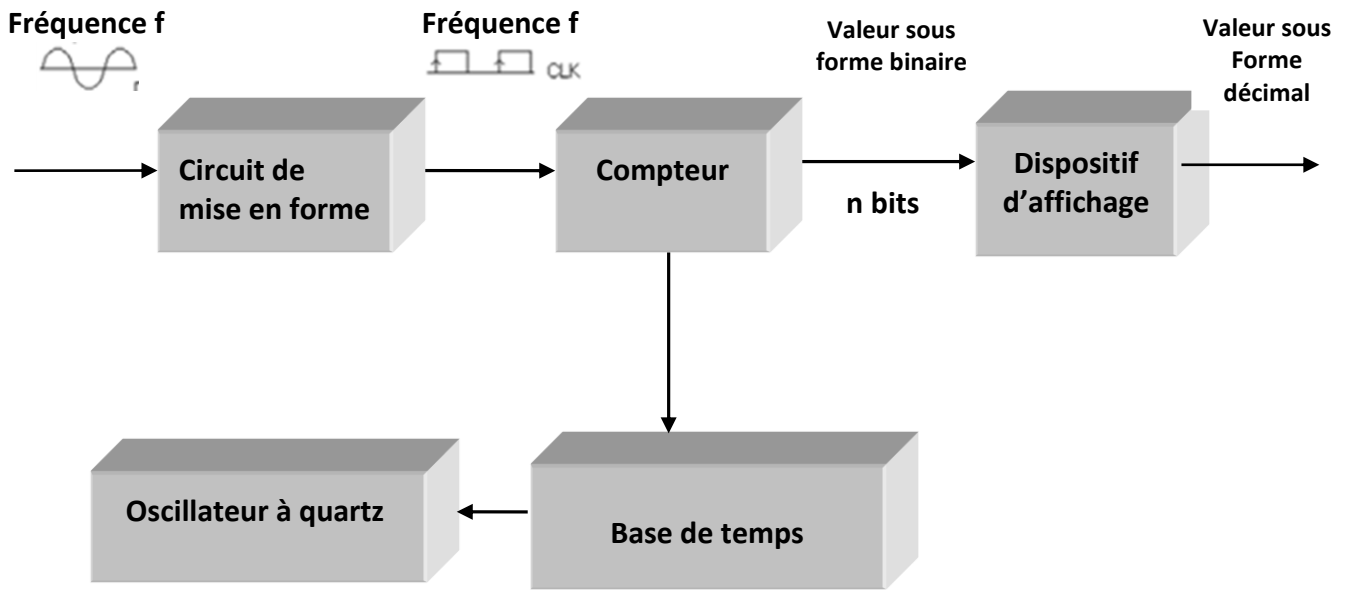 Fréquence f
Fréquence f
Valeur sous
forme binaire
Valeur sous
Forme
décimal
CLK
Circuit de
mise en forme
Compteur
n bits
Dispositif
d’affichage
Oscillateur à quartz
Base de temps